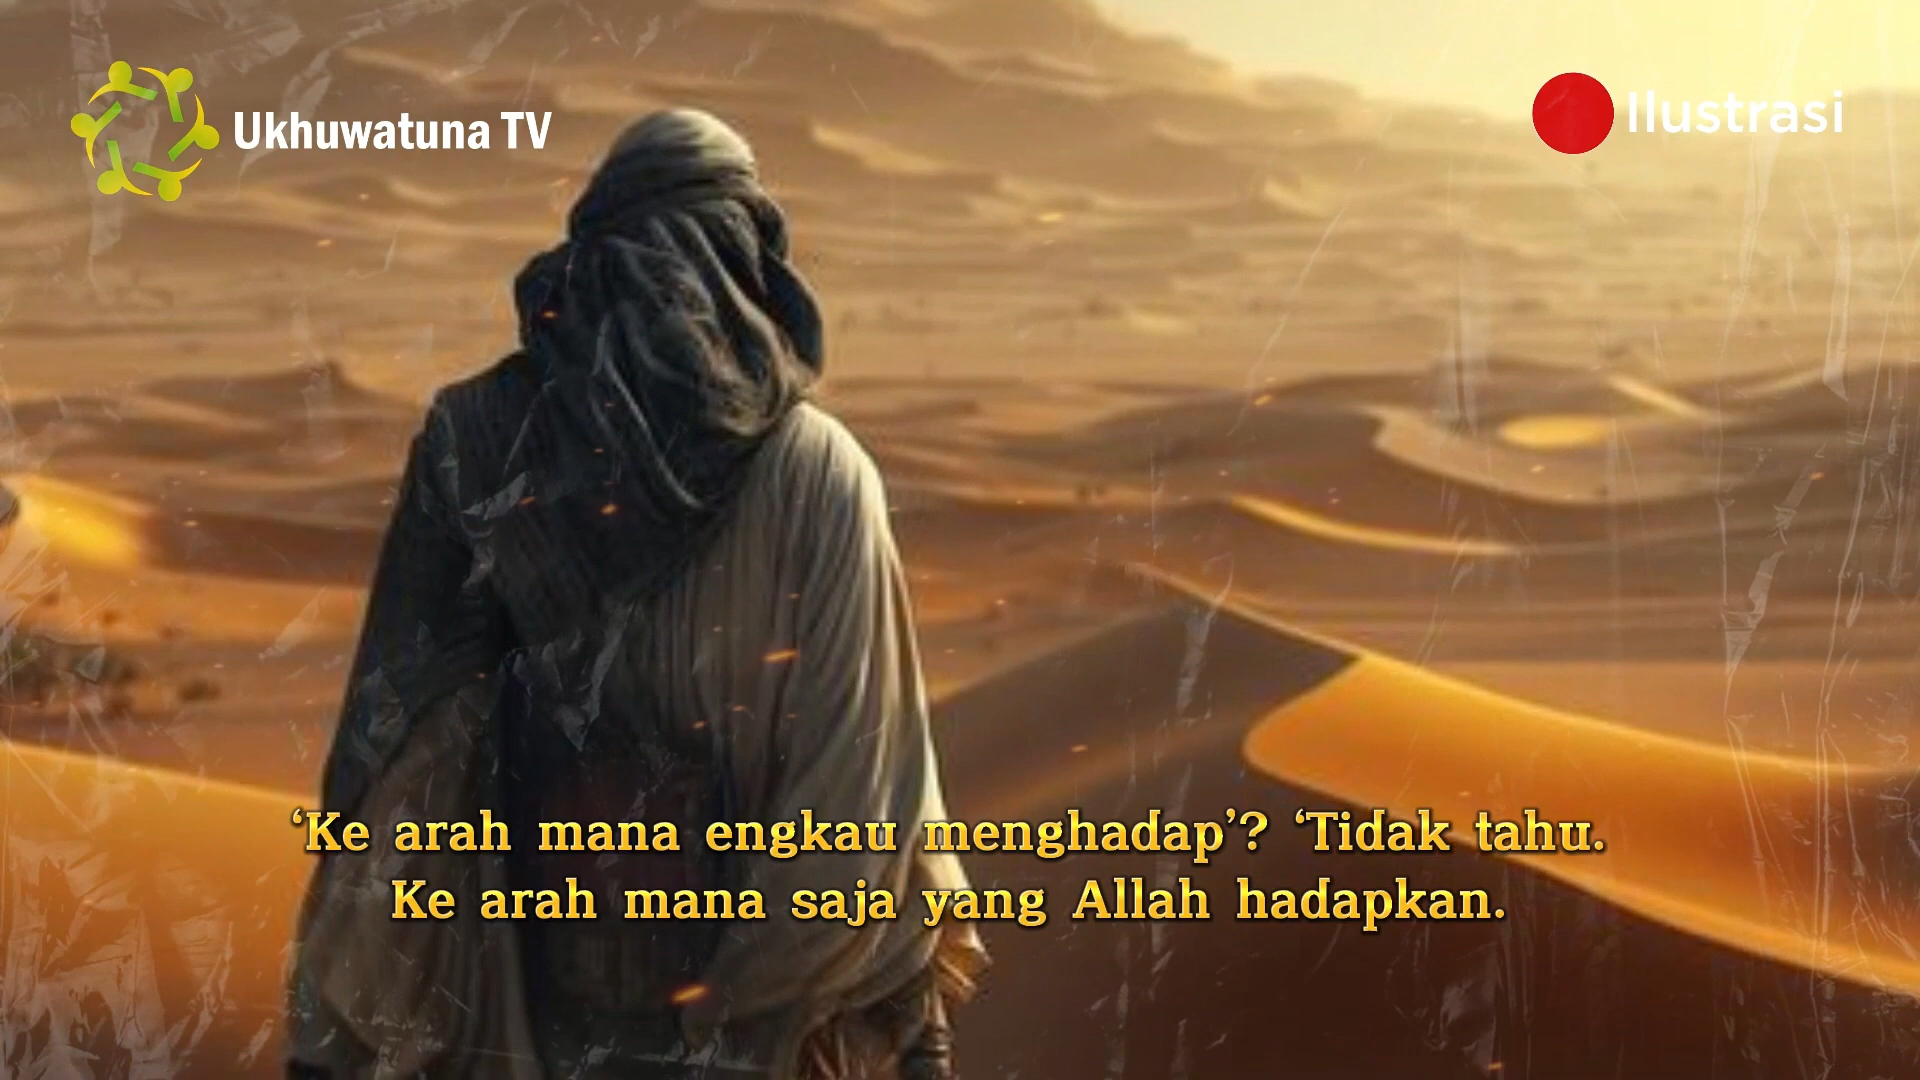 Ukhuwatuna TV
Ilustrasi
‘Ke arah mana engkau menghadap’? ‘Tidak tahu.
Ke arah mana saja yang Allah hadapkan.